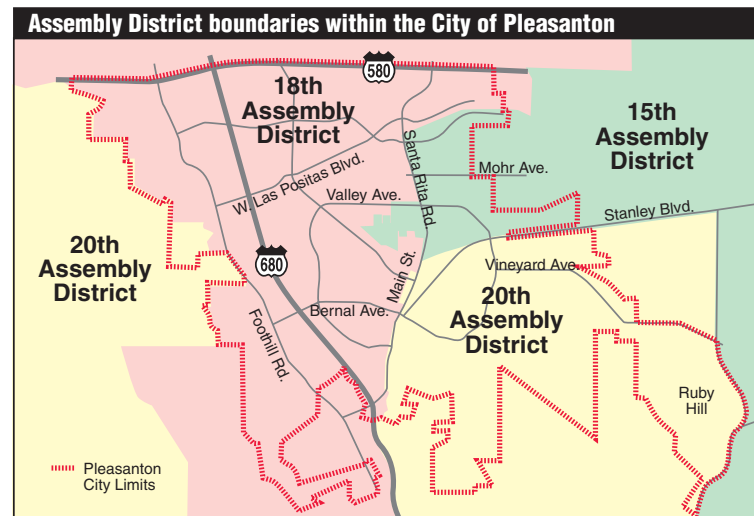 Assembly District boundaries within the City of Pleasanton
580
18th
Assembly
District
15th
Assembly
District
Santa Rita Rd.
Mohr Ave.
W. Las Positas Blvd.
Valley Ave.
Stanley Blvd.
20th
Assembly
District
680
Main St.
Vineyard Ave.
20th
Assembly
District
Bernal Ave.
Foothill Rd.
Ruby
Hill
Pleasanton
City Limits